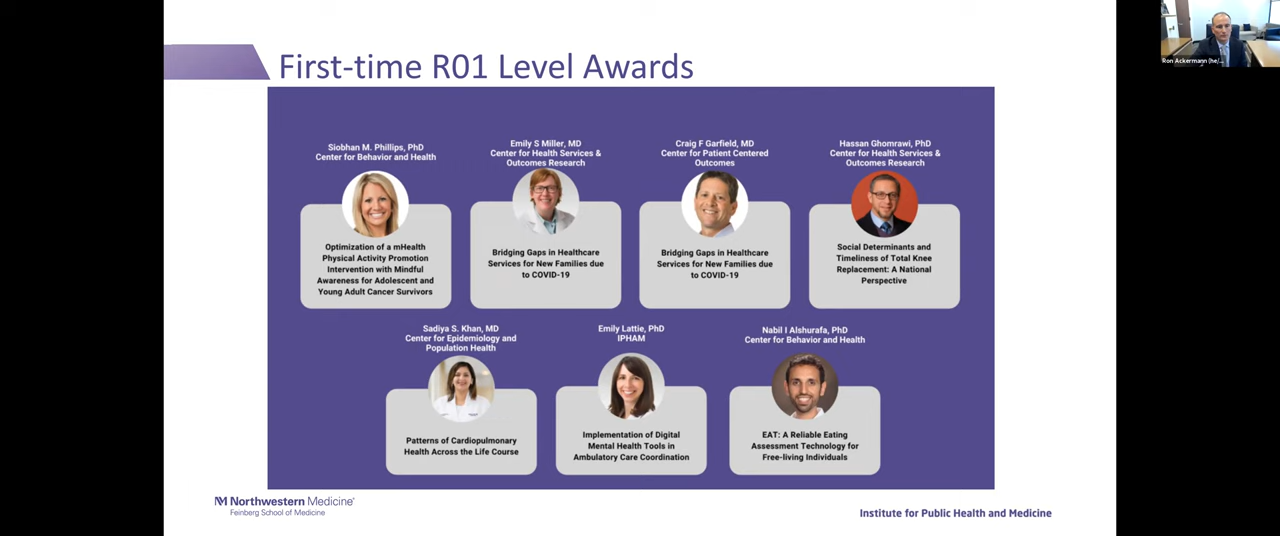 First-time R01 Level Awards
Siobhan M. Phillips, PhD
Center for Behavior and Health
Optimization of a mHealth
Physical Activity Promotion
Intervention with Mindful
Awareness for Adolescent and
Young Adult Cancer Survivors
Emily S Miller, MD
Center for Health Services &
Outcomes Research
Bridging Gaps in Healthcare
Services for New Families due
to COVID-19
Craig F Garfield, MD
Center for Patient Centered
Outcomes
Bridging Gaps in Healthcare
Services for New Families due
to COVID-19
Hassan Ghomrawi, PhD
Center for Health Services &
Outcomes Research
Social Determinants and
Timeliness of Total Knee
Replacement: A National
Perspective
Sadiya S. Khan, MD
Center for Epidemiology and
Population Health
Patterns of Cardiopulmonary
Health Across the Life Course
Emily Lattie, PhD
IPHAM
Implementation of Digital
Mental Health Tools in
Ambulatory Care Coordination
Nabil I Alshurafa, PhD
Center for Behavior and Health
EAT: A Reliable Eating
Assessment Technology for
Free-living Individuals
Northwestern Medicine®
Feinberg School of Medicine
Institute for Public Health and Medicine
Ron Ackermann (he/...